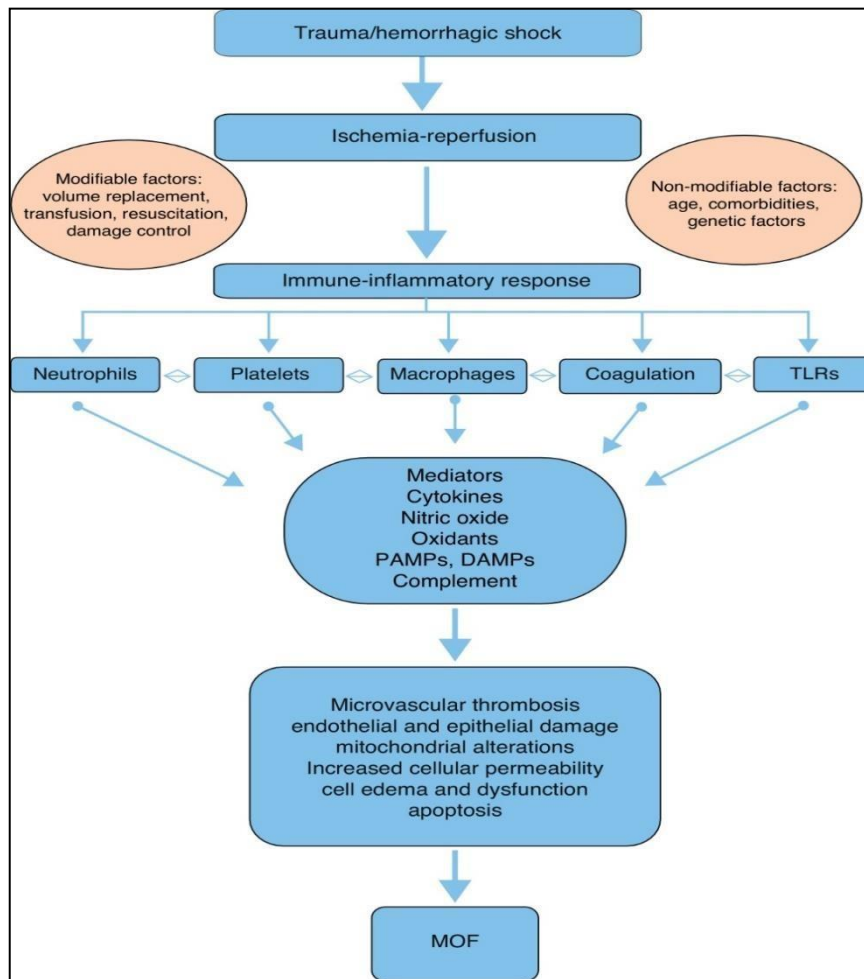 Trauma/hemorrhagic shock
Ischemia-reperfusion
Modifiable factors:
volume replacement,
transfusion, resuscitation,
damage control
Non-modifiable factors:
age, comorbidities,
genetic factors
Immune-inflammatory response
Neutrophils
Platelets
Macrophages
Coagulation
TLRs
Mediators
Cytokines
Nitric oxide
Oxidants
PAMPs, DAMPs
Complement
Microvascular thrombosis
endothelial and epithelial damage
mitochondrial alterations
Increased cellular permeability
cell edema and dysfunction
apoptosis
MOF